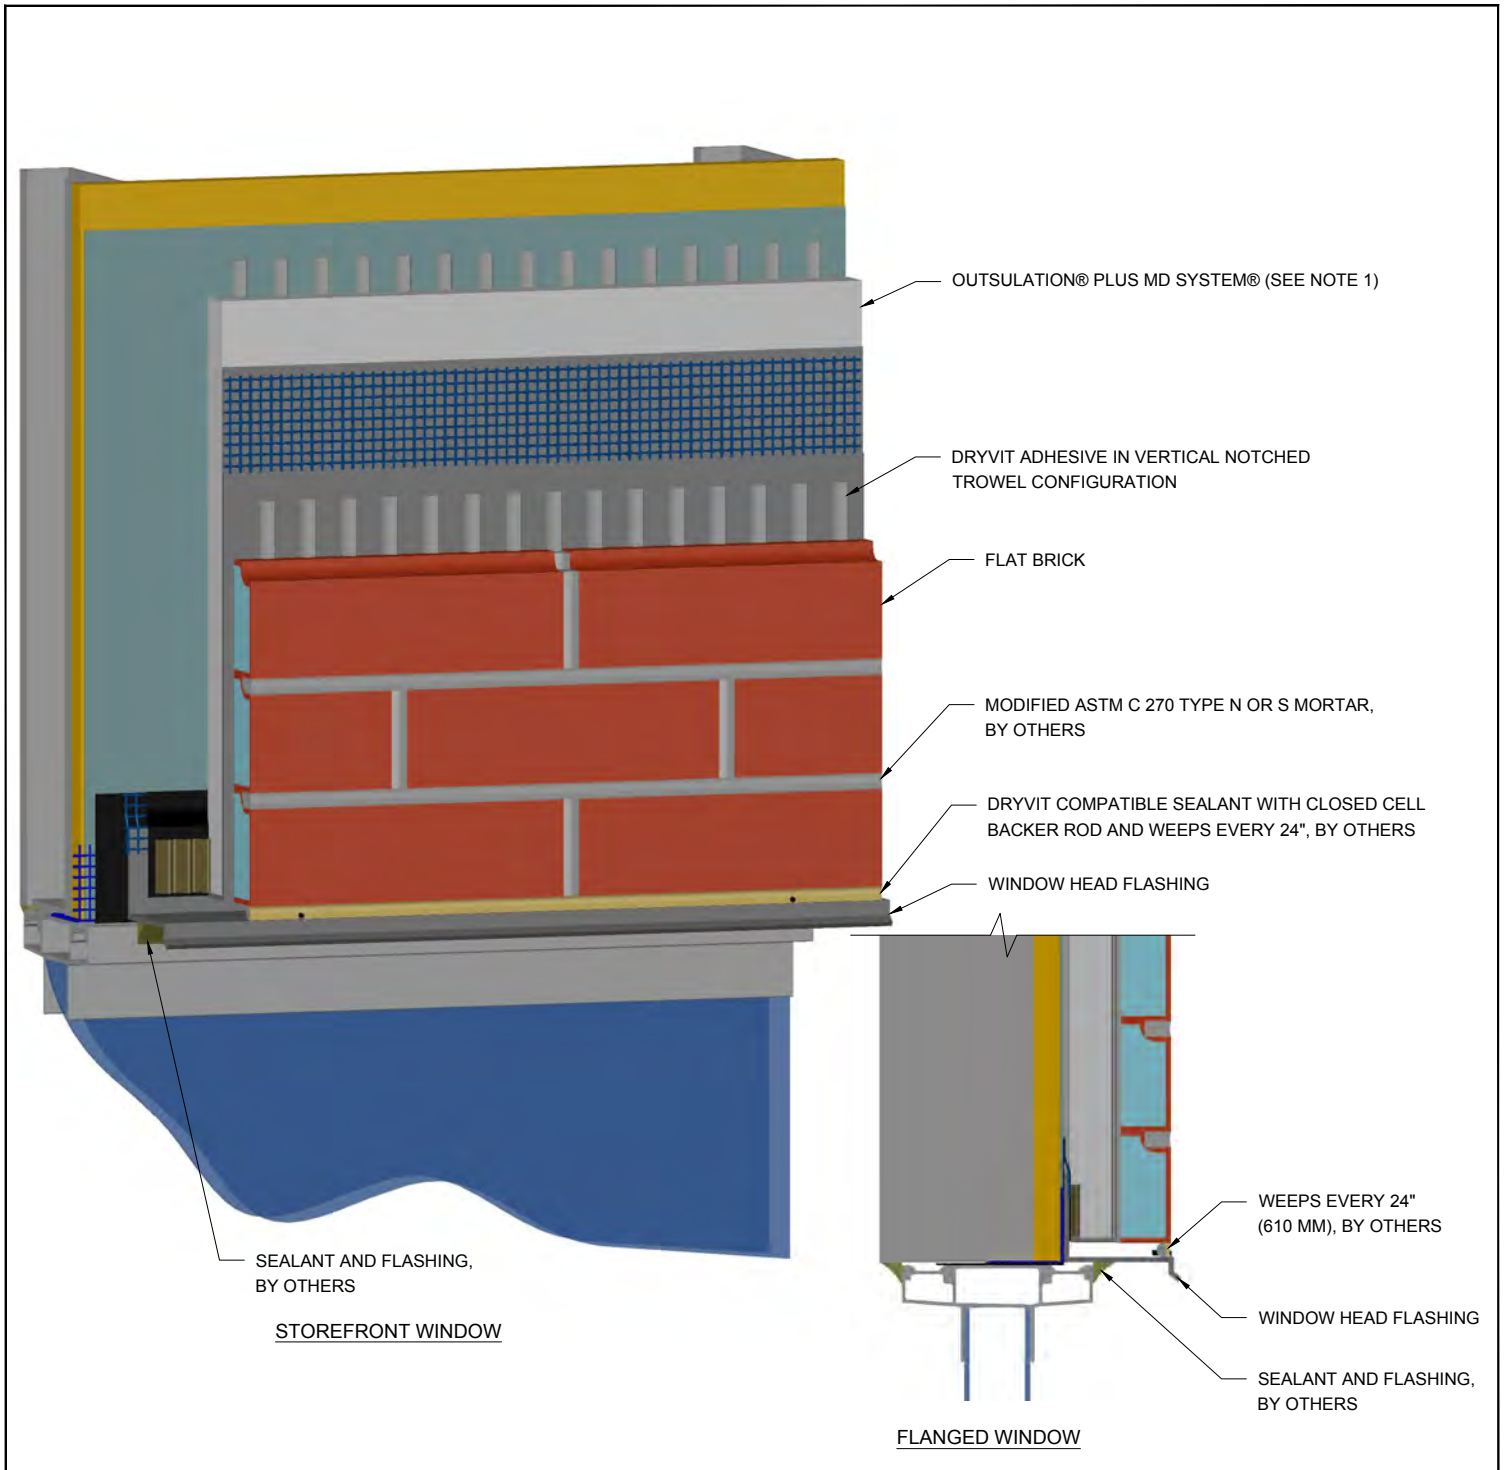 OUTSULATION® PLUS MD SYSTEM® (SEE NOTE 1)
DRYVIT ADHESIVE IN VERTICAL NOTCHED
TROWEL CONFIGURATION
FLAT BRICK
MODIFIED ASTM C 270 TYPE N OR S MORTAR,
BY OTHERS
DRYVIT COMPATIBLE SEALANT WITH CLOSED CELL
BACKER ROD AND WEEPS EVERY 24", BY OTHERS
WINDOW HEAD FLASHING
SEALANT AND FLASHING,
BY OTHERS
STOREFRONT WINDOW
WEEPS EVERY 24"
(610 MM), BY OTHERS
WINDOW HEAD FLASHING
SEALANT AND FLASHING,
BY OTHERS
FLANGED WINDOW